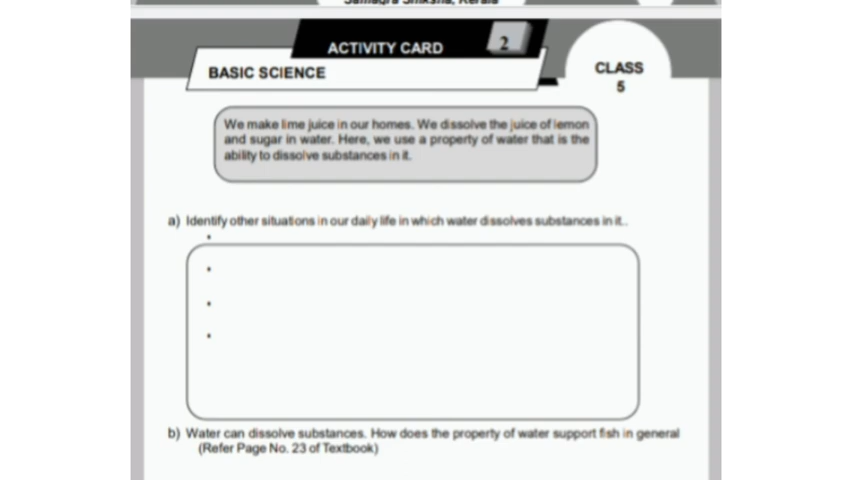 Samagra Shiksha, Kerala
ACTIVITY CARD
2
BASIC SCIENCE
CLASS
5
We make lime juice in our homes. We dissolve the juice of lemon
and sugar in water. Here, we use a property of water that is the
ability to dissolve substances in it.
a) Identify other situations in our daily life in which water dissolves substances in it..
b) Water can dissolve substances. How does the property of water support fish in general
(Refer Page No. 23 of Textbook)